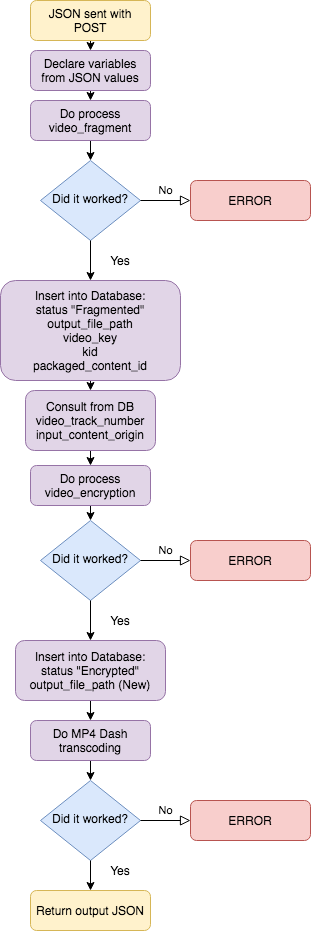 JSON sent with
POST
Declare variables
from JSON values
Do process
video_fragment
Did it worked?
No
ERROR
Yes
Insert into Database:
status "Fragmented"
output_file_path
video_key
kid
packaged_content_id
Consult from DB
video_track_number
input_content_origin
Do process
video_encryption
Did it worked?
No
ERROR
Yes
Insert into Database:
status "Encrypted"
output_file_path (New)
Do MP4 Dash
transcoding
Did it worked?
No
ERROR
Yes
Return output JSON